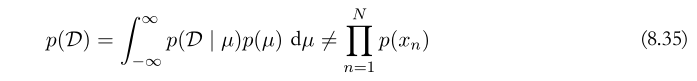 p(𝒟) = ∫_{-∞}^{∞} p(𝒟 | μ)p(μ) dμ ≠ ∏_{n=1}^{N} p(x_n) (8.35)